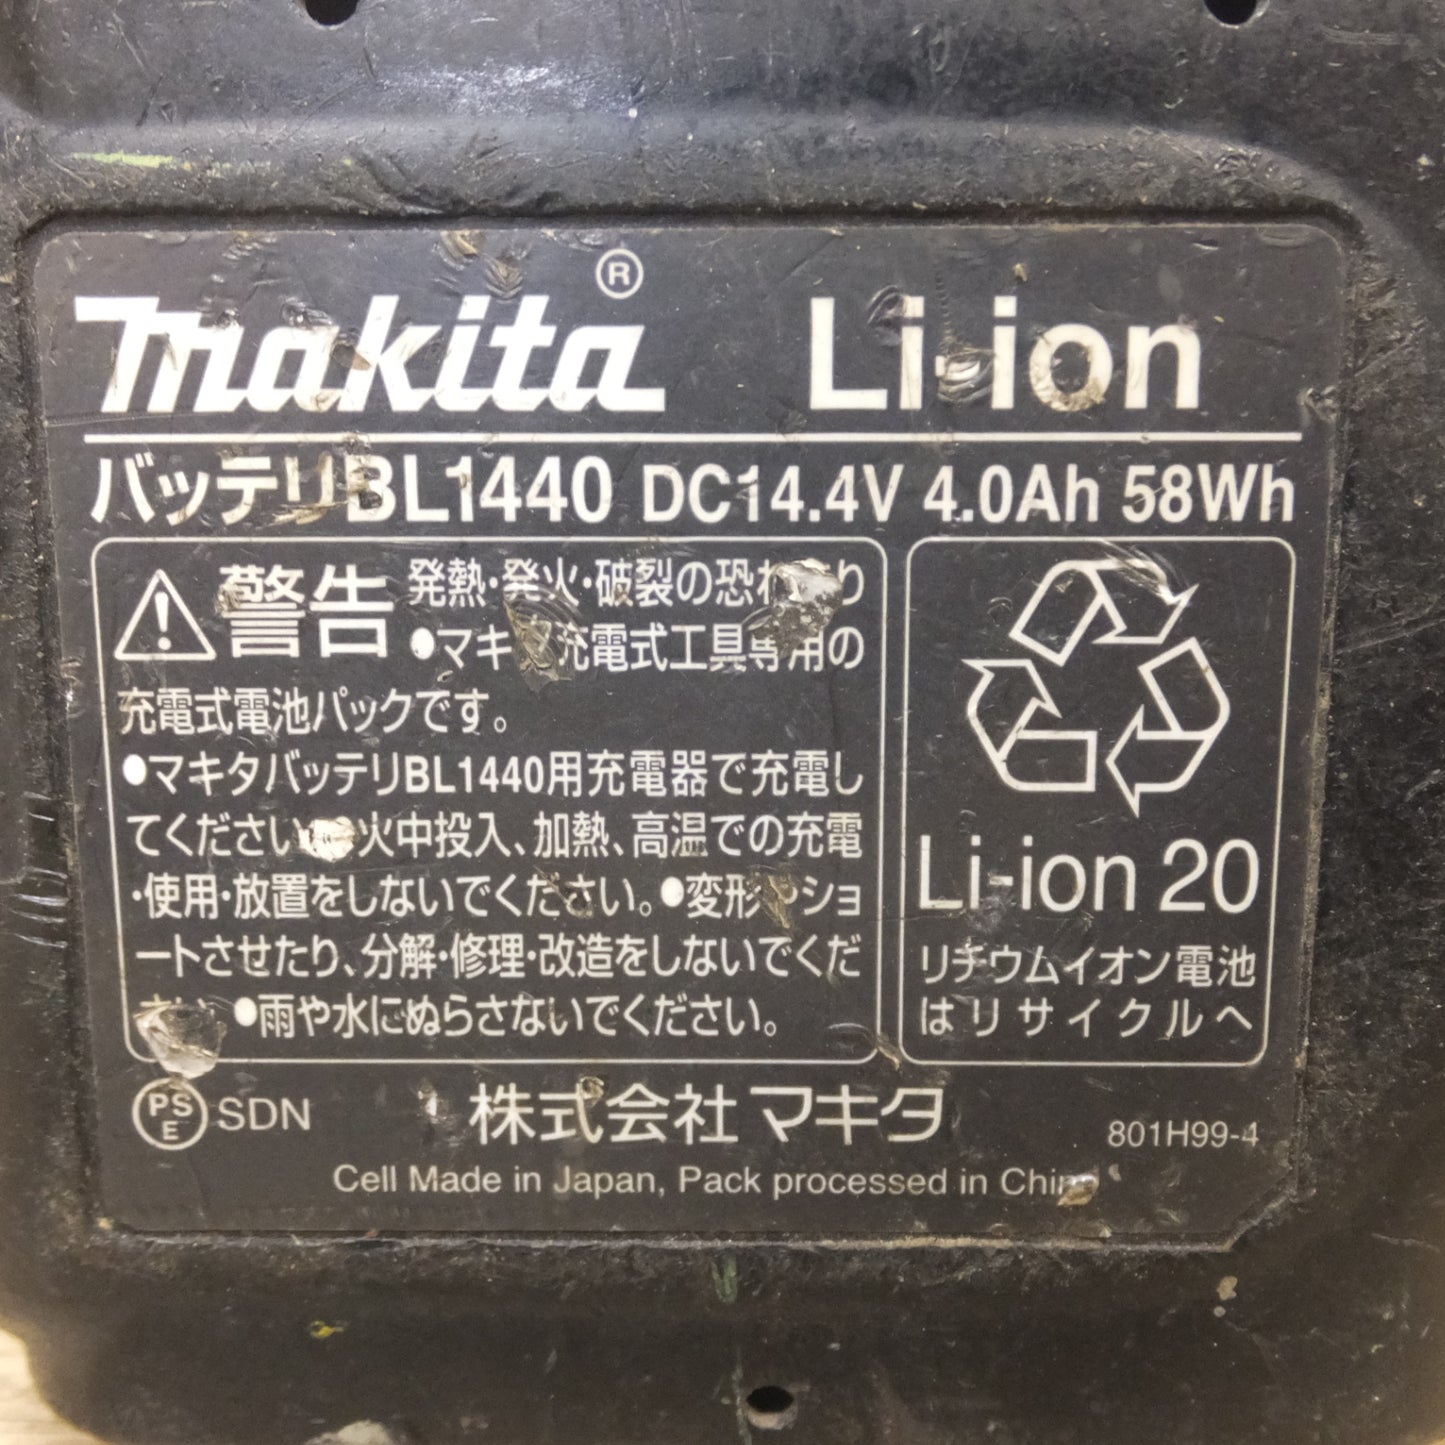 makita® Li-ion
バッテリBL1440 DC14.4V 4.0Ah 58Wh
警告 発熱・発火・破裂の恐れあり
●マキタ充電式工具専用の
充電式電池パックです。
●マキタバッテリBL1440用充電器で充電し
てください。●火中投入、加熱、高温での充電
・使用・放置をしないでください。●変形やショ
ートさせたり、分解・修理・改造をしないでくだ
さい。●雨や水にぬらさないでください。
Li-ion 20
リチウムイオン電池
はリサイクルへ
PSE SDN 株式会社マキタ 801H99-4
Cell Made in Japan, Pack processed in China